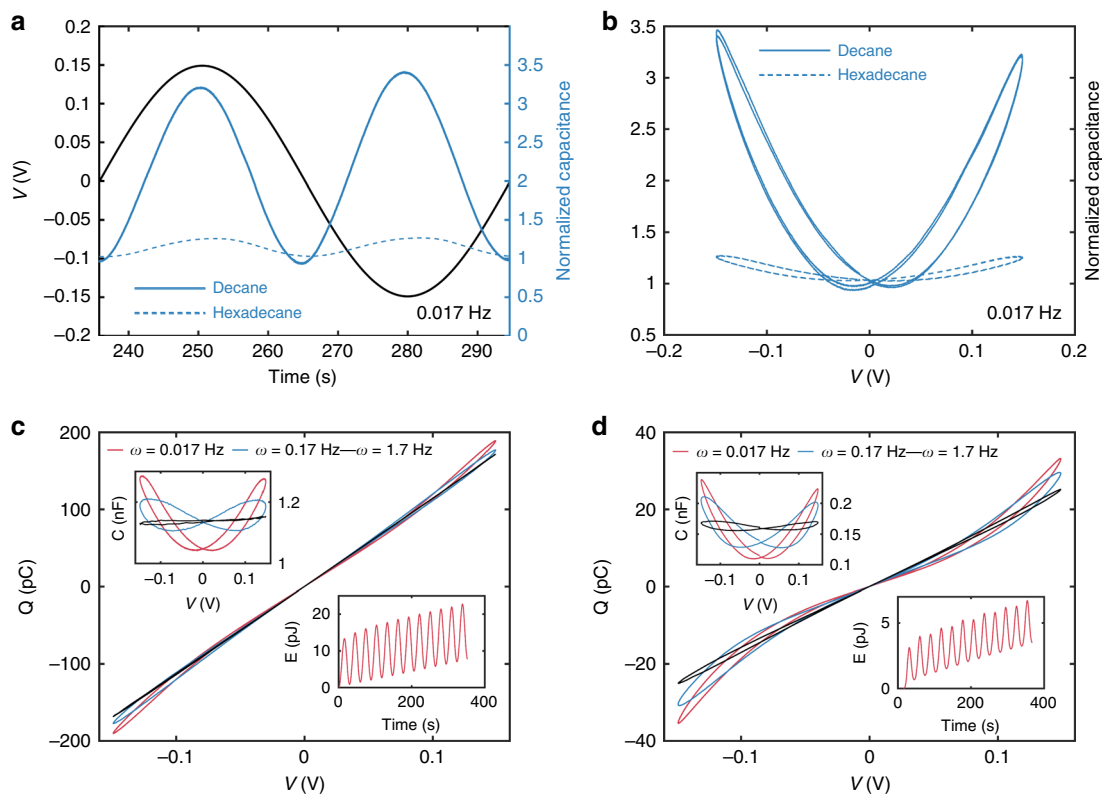 a
0.2
0.15
0.1
0.05
0
−0.05
−0.1
−0.15
−0.2
V (V)
3.5
3
2.5
2
1.5
1
0.5
0
Normalized capacitance
Decane
Hexadecane
0.017 Hz
240 250 260 270 280 290
Time (s)
b
3.5
3
2.5
2
1.5
1
0.5
Decane
Hexadecane
0.017 Hz
Normalized capacitance
−0.2 −0.1 0 0.1 0.2
V (V)
c
200
100
0
−100
−200
Q (pC)
ω = 0.017 Hz ω = 0.17 Hz ω = 1.7 Hz
C (nF)
1.2
1
−0.1 0 0.1
V (V)
E (pJ)
20
10
0
0 200 400
Time (s)
−0.1 0 0.1
V (V)
d
40
20
0
−20
−40
Q (pC)
ω = 0.017 Hz ω = 0.17 Hz ω = 1.7 Hz
C (nF)
0.2
0.15
0.1
−0.1 0 0.1
V (V)
E (pJ)
5
0
0 200 400
Time (s)
−0.1 0 0.1
V (V)